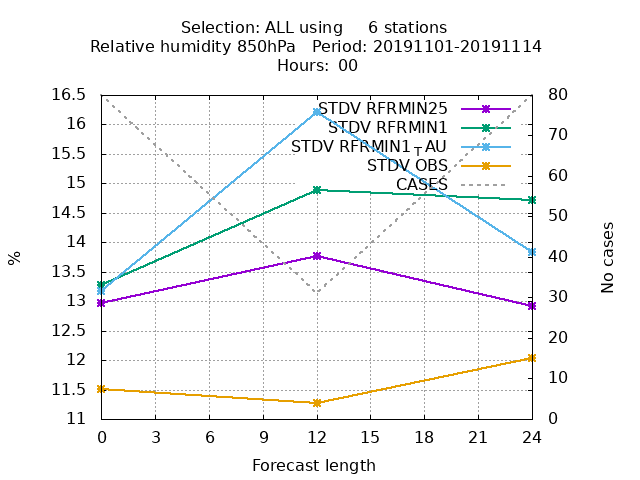 Selection: ALL using 6 stations
Relative humidity 850hPa Period: 20191101-20191114
Hours: 00
STDV RFRMIN25
STDV RFRMIN1
STDV RFRMIN1_TAU
STDV OBS
CASES
16.5
16
15.5
15
14.5
14
13.5
13
12.5
12
11.5
11
%
80
70
60
50
40
30
20
10
0
No cases
0 3 6 9 12 15 18 21 24
Forecast length